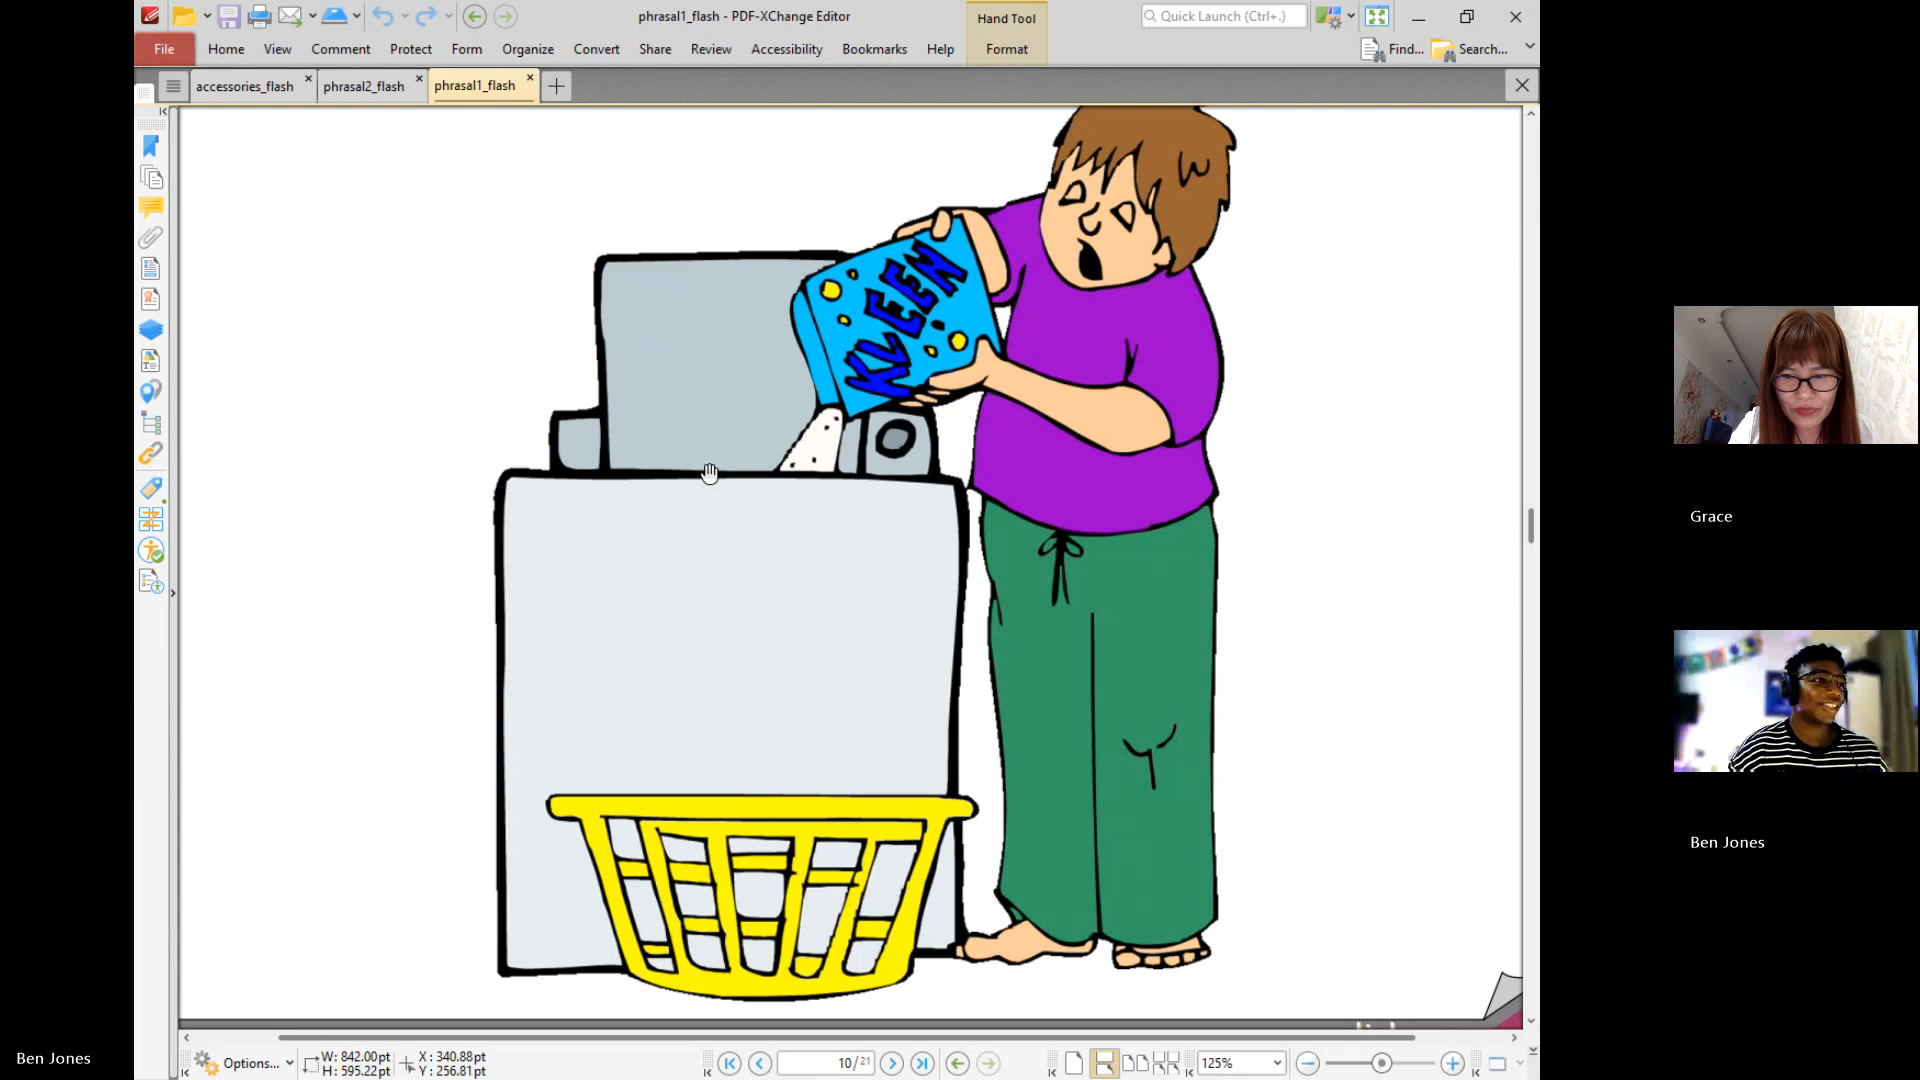 phrasal1_flash - PDF-XChange Editor
Hand Tool
Quick Launch (Ctrl+.)
File
Home
View
Comment
Protect
Form
Organize
Convert
Share
Review
Accessibility
Bookmarks
Help
Format
Find...
Search...
accessories_flash
phrasal2_flash
phrasal1_flash
KLEEN
Grace
Ben Jones
Ben Jones
Options...
W: 842.00pt
H: 595.22pt
X : 340.88pt
Y : 256.81pt
10 / 21
125%